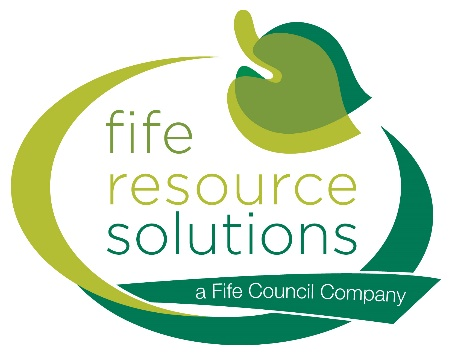 fife
resource
solutions
a Fife Council Company